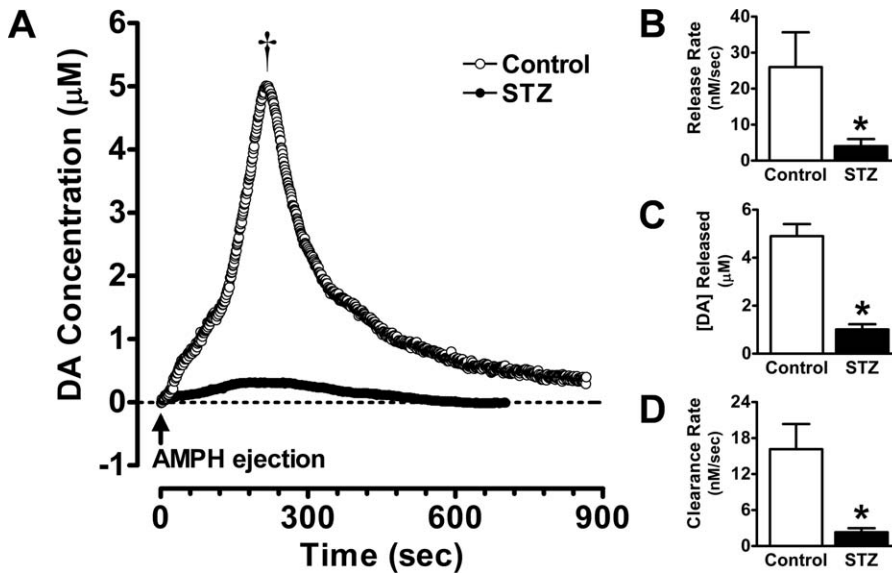 A
DA Concentration (μM)
6
5
4
3
2
1
0
-1
†
Control
STZ
AMPH ejection
0 300 600 900
Time (sec)
B
Release Rate
(nM/sec)
40
30
20
10
0
*
Control STZ
C
[DA] Released
(μM)
6
4
2
0
*
Control STZ
D
Clearance Rate
(nM/sec)
24
18
12
6
0
*
Control STZ